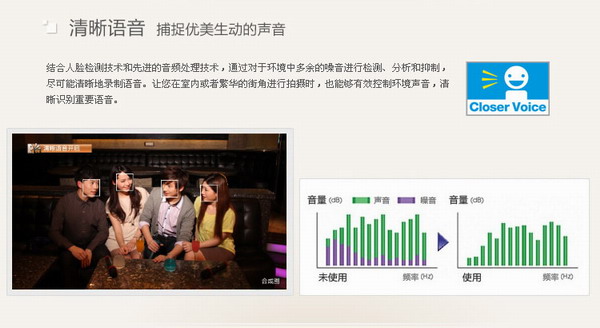 清晰语音 捕捉优美生动的声音
结合人脸检测技术和先进的音频处理技术，通过对于环境中多余的噪音进行检测、分析和抑制，
尽可能清晰地录制语音。让您在室内或者繁华的街角进行拍摄时，也能够有效控制环境声音，清
晰识别重要语音。
Closer Voice
清晰语音开启
合成图
音量 (dB) 声音 噪音
未使用 频率 (Hz)
音量 (dB)
使用 频率 (Hz)